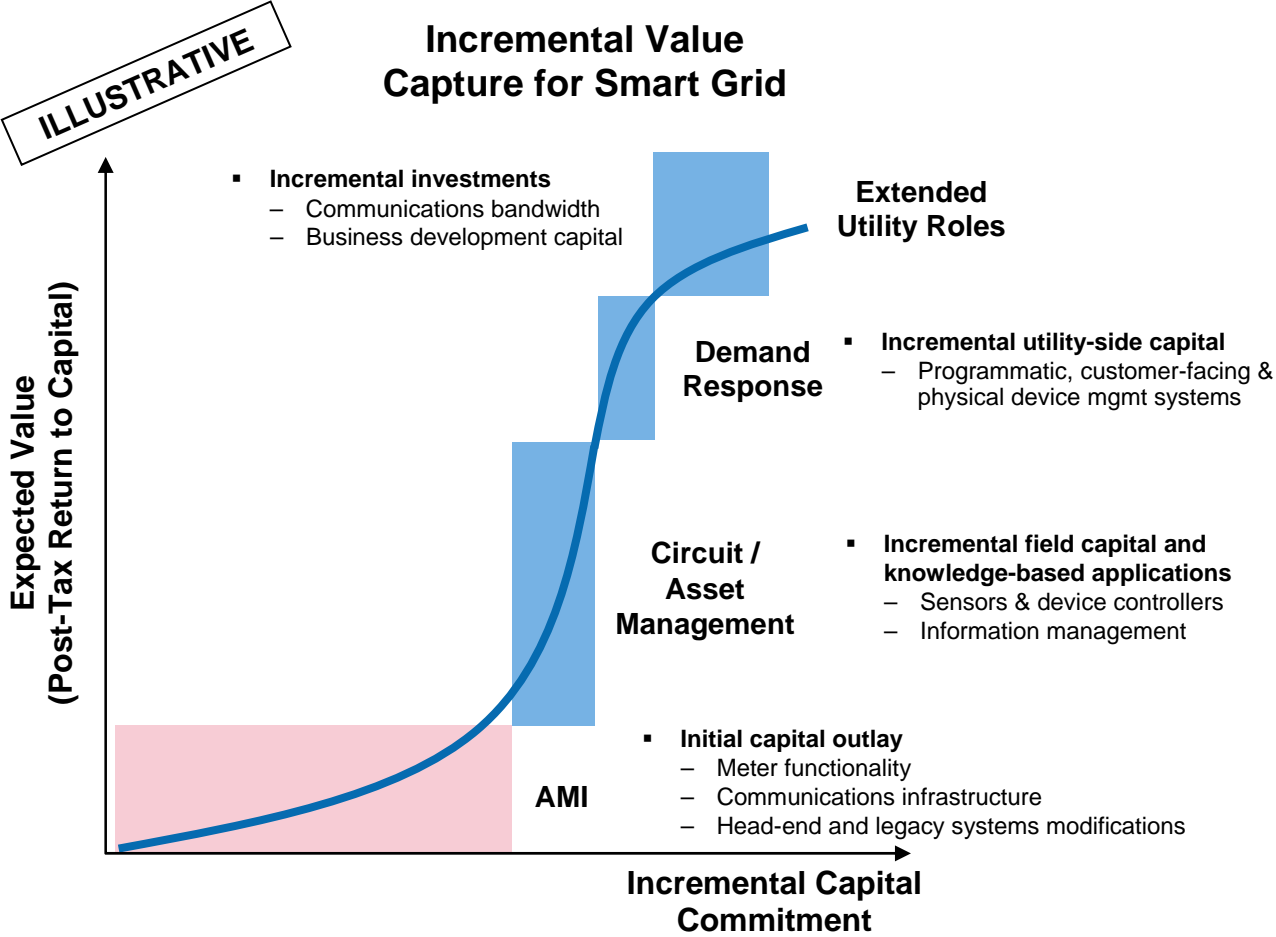 ILLUSTRATIVE
Incremental Value
Capture for Smart Grid
▪ Incremental investments
– Communications bandwidth
– Business development capital
Extended
Utility Roles
Demand
Response
▪ Incremental utility-side capital
– Programmatic, customer-facing &
physical device mgmt systems
Circuit /
Asset
Management
▪ Incremental field capital and
knowledge-based applications
– Sensors & device controllers
– Information management
AMI
▪ Initial capital outlay
– Meter functionality
– Communications infrastructure
– Head-end and legacy systems modifications
Expected Value
(Post-Tax Return to Capital)
Incremental Capital
Commitment